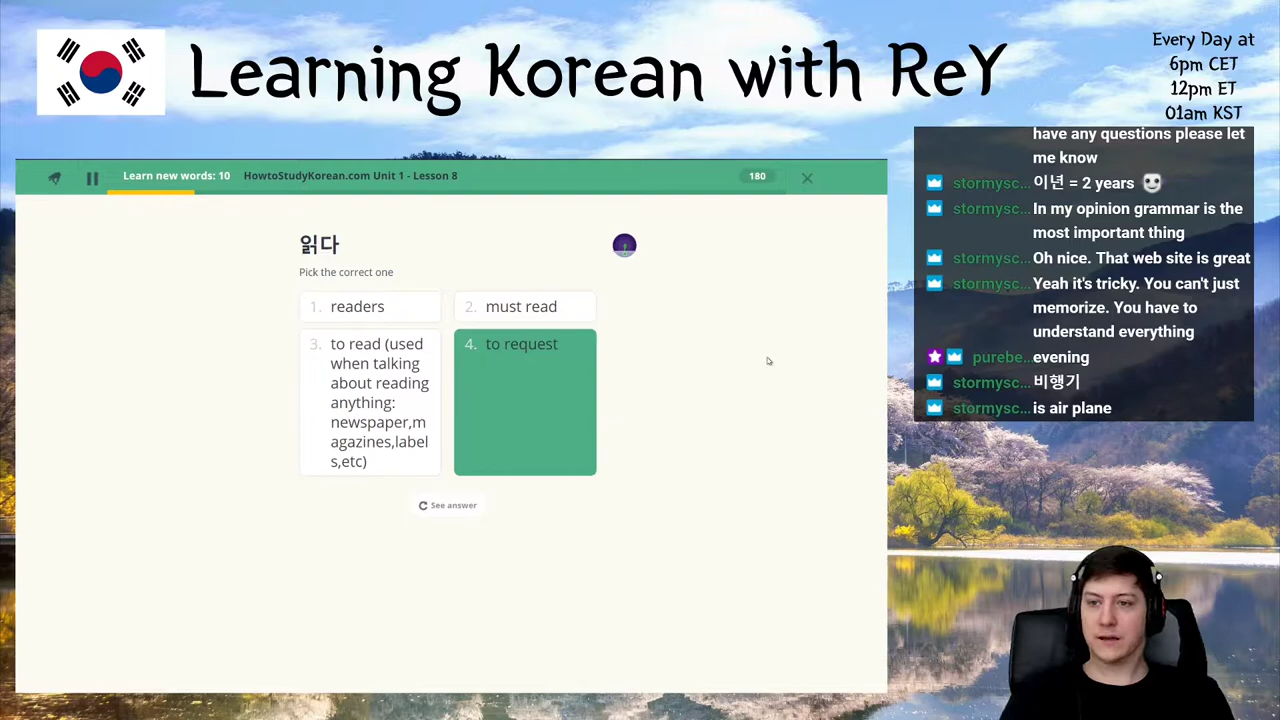 Learning Korean with ReY
Every Day at
6pm CET
12pm ET
01am KST
Learn new words: 10
HowtoStudyKorean.com Unit 1 - Lesson 8
180
읽다
Pick the correct one
1. readers
2. must read
3. to read (used
when talking
about reading
anything:
newspaper,m
agazines,label
s,etc)
4. to request
See answer
have any questions please let
me know
stormysc... 이년 = 2 years
stormysc... In my opinion grammar is the
most important thing
stormysc... Oh nice. That web site is great
stormysc... Yeah it's tricky. You can't just
memorize. You have to
understand everything
purebe... evening
stormysc... 비행기
stormysc... is air plane